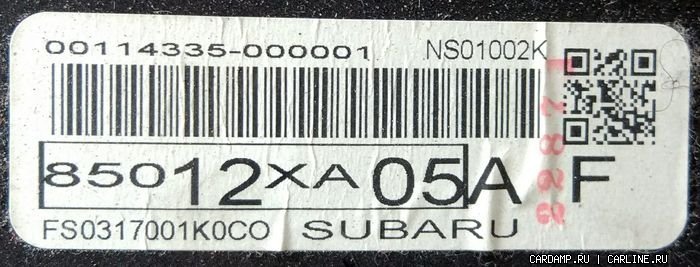 00114335-000001 NS01002K
85012XA05A F
FS0317001K0CO SUBARU
CARDAMP.RU | CARLINE.RU